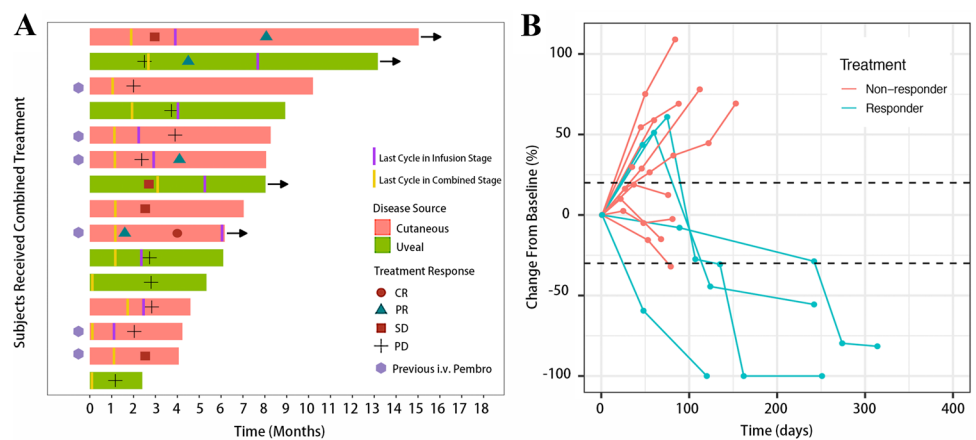 A
Subjects Received Combined Treatment
Last Cycle in Infusion Stage
Last Cycle in Combined Stage
Disease Source
Cutaneous
Uveal
Treatment Response
CR
PR
SD
PD
Previous i.v. Pembro
0 1 2 3 4 5 6 7 8 9 10 11 12 13 14 15 16 17 18
Time (Months)
B
Change From Baseline (%)
100
50
0
-50
-100
Treatment
Non-responder
Responder
0 100 200 300 400
Time (days)